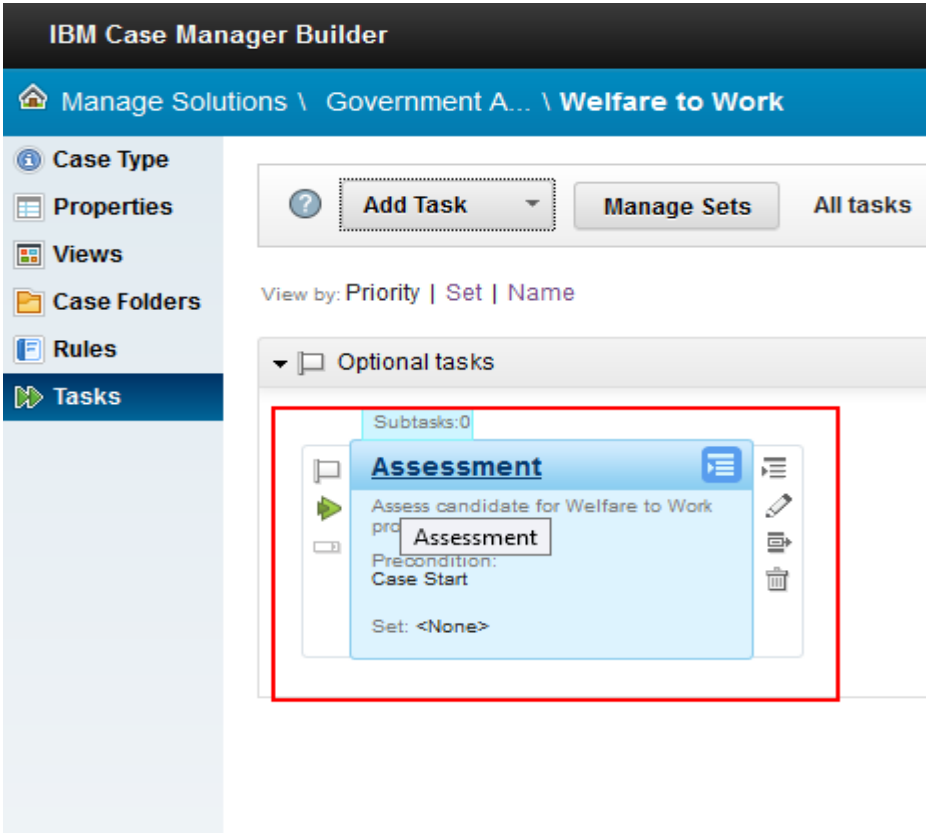 IBM Case Manager Builder
Manage Solutions \ Government A... \ Welfare to Work
Case Type
Properties
Views
Case Folders
Rules
Tasks
Add Task
Manage Sets
All tasks
View by: Priority | Set | Name
Optional tasks
Subtasks:0
Assessment
Assess candidate for Welfare to Work
Assessment
Precondition:
Case Start
Set: <None>